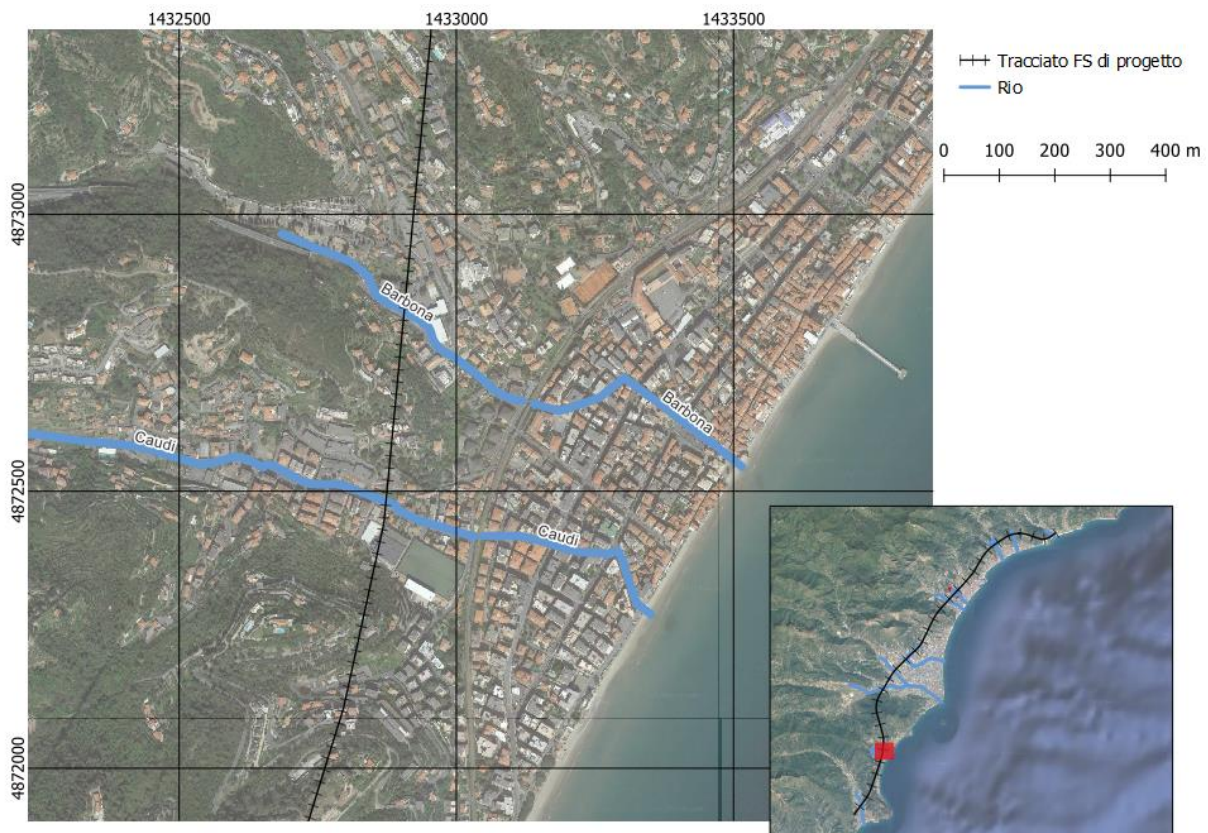 1432500 1433000 1433500
Tracciato FS di progetto
Rio
0 100 200 300 400 m
4873000
Barbona
Barbona
Caudi
4872500
Caudi
4872000